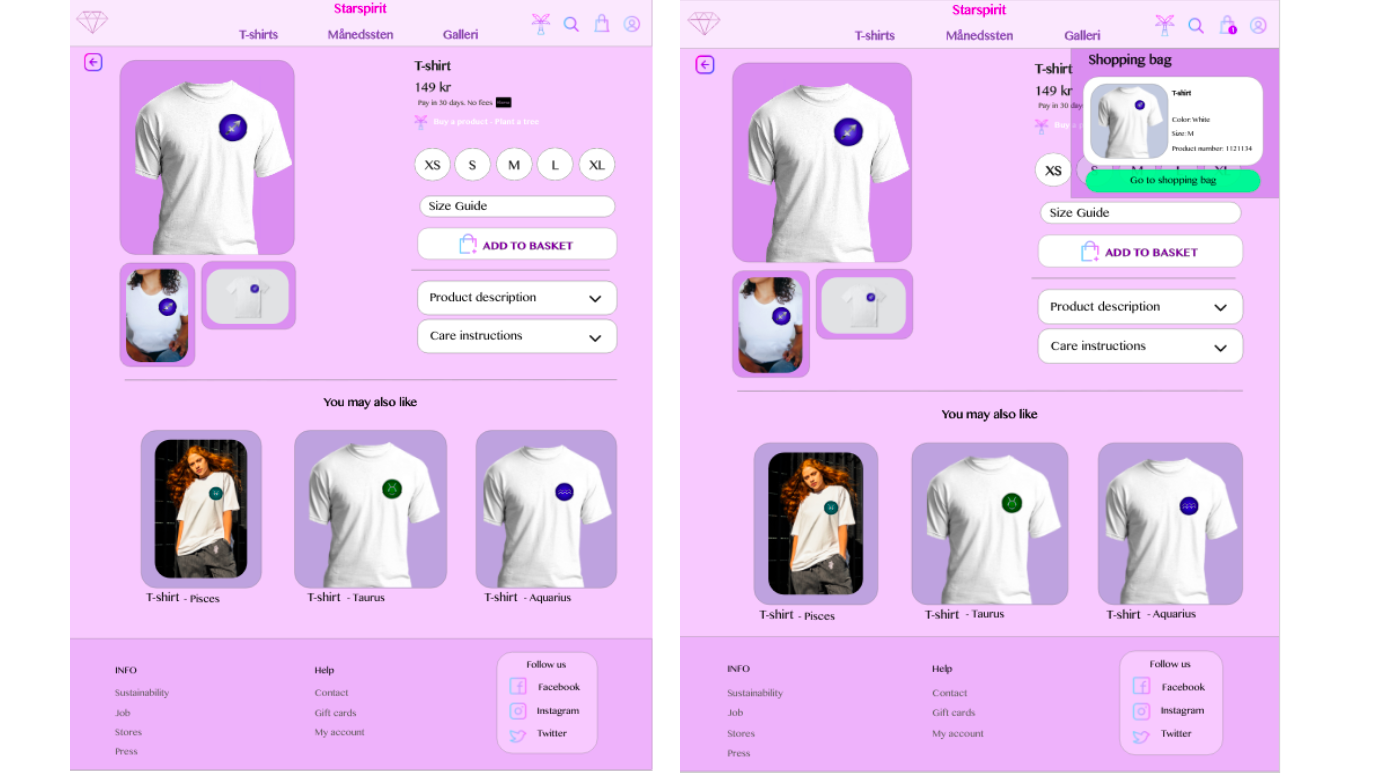 Starspirit
T-shirts
Månedssten
Galleri
T-shirt
149 kr
Pay in 30 days. No fees
Buy a product - Plant a tree
XS
S
M
L
XL
Size Guide
ADD TO BASKET
Product description
Care instructions
You may also like
T-shirt - Pisces
T-shirt - Taurus
T-shirt - Aquarius
INFO
Sustainability
Job
Stores
Press
Help
Contact
Gift cards
My account
Follow us
Facebook
Instagram
Twitter
Starspirit
T-shirts
Månedssten
Galleri
1
Shopping bag
T-shirt
Color: White
Size: M
Product number: 1121134
Go to shopping bag
T-shirt
149 kr
Pay in 30
Buy a
XS
Size Guide
ADD TO BASKET
Product description
Care instructions
You may also like
T-shirt - Pisces
T-shirt - Taurus
T-shirt - Aquarius
INFO
Sustainability
Job
Stores
Press
Help
Contact
Gift cards
My account
Follow us
Facebook
Instagram
Twitter